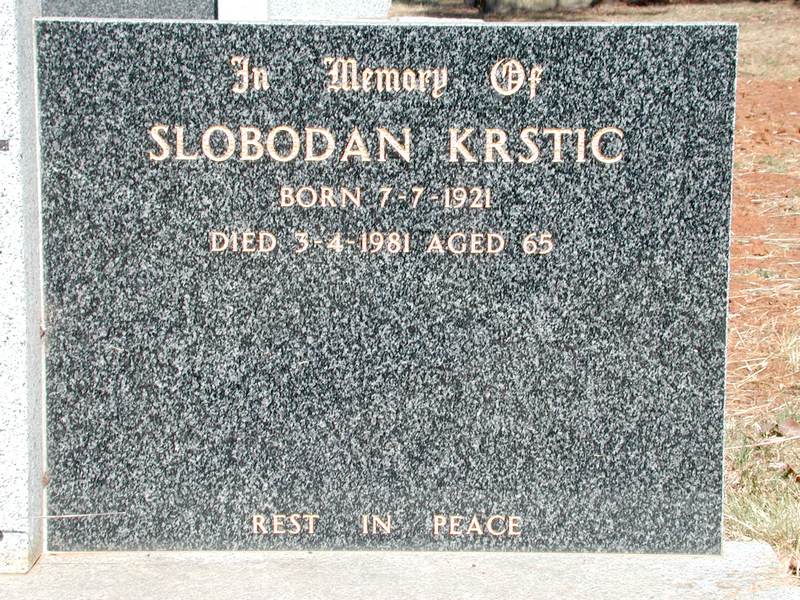 In Memory Of
SLOBODAN KRSTIC
BORN 7-7-1921
DIED 3-4-1981 AGED 65
REST IN PEACE